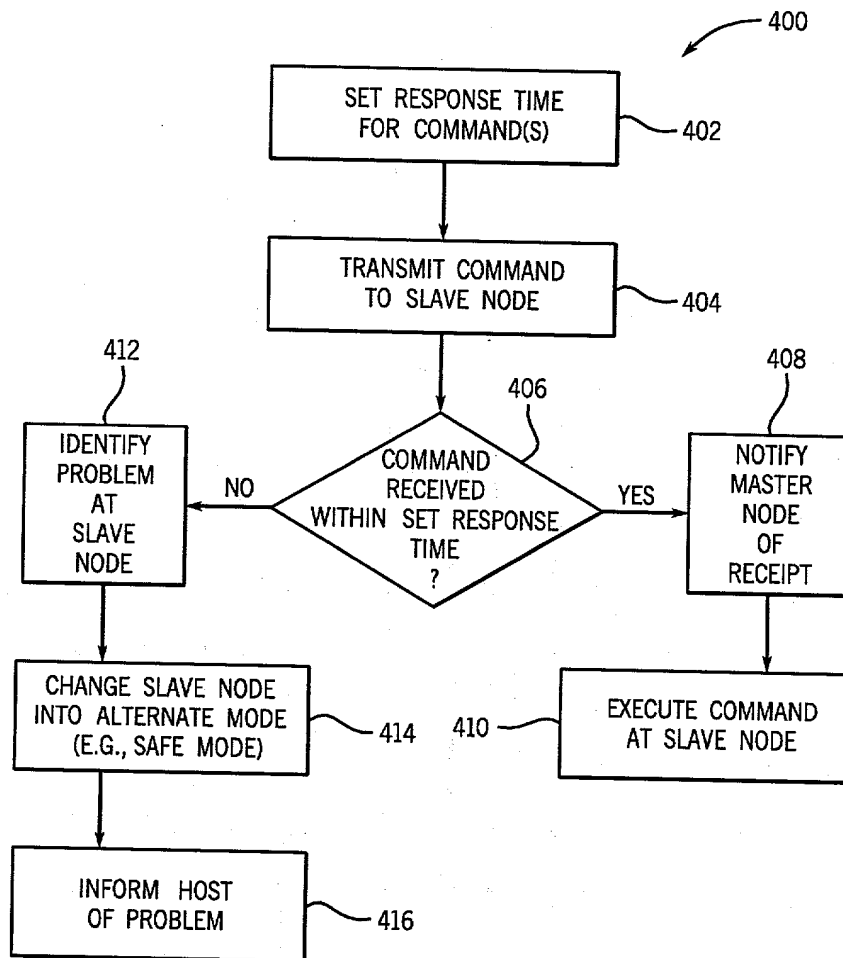 400
SET RESPONSE TIME
FOR COMMAND(S)
402
TRANSMIT COMMAND
TO SLAVE NODE
404
412
IDENTIFY
PROBLEM
AT
SLAVE
NODE
NO
406
COMMAND
RECEIVED
WITHIN SET RESPONSE
TIME
?
YES
408
NOTIFY
MASTER
NODE
OF
RECEIPT
CHANGE SLAVE NODE
INTO ALTERNATE MODE
(E.G., SAFE MODE)
414
410
EXECUTE COMMAND
AT SLAVE NODE
INFORM HOST
OF PROBLEM
416